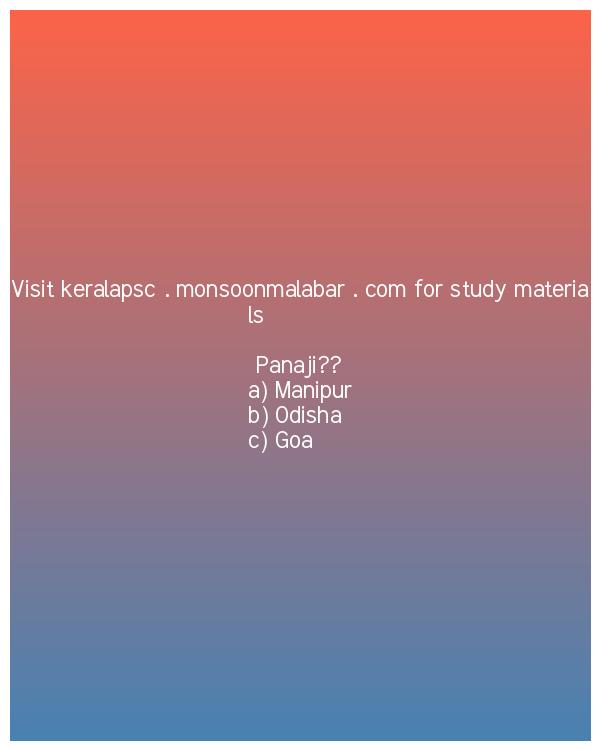 Visit keralapsc . monsoonmalabar . com for study materia
ls
Panaji??
a) Manipur
b) Odisha
c) Goa